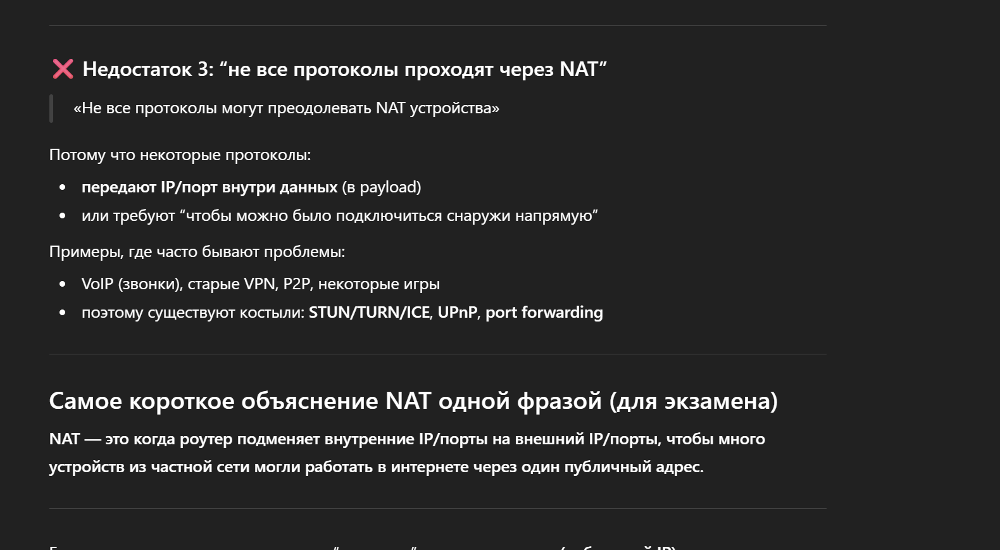 ❌ Недостаток 3: “не все протоколы проходят через NAT”
«Не все протоколы могут преодолевать NAT устройства»
Потому что некоторые протоколы:
• передают IP/порт внутри данных (в payload)
• или требуют “чтобы можно было подключиться снаружи напрямую”
Примеры, где часто бывают проблемы:
• VoIP (звонки), старые VPN, P2P, некоторые игры
• поэтому существуют костыли: STUN/TURN/ICE, UPnP, port forwarding
Самое короткое объяснение NAT одной фразой (для экзамена)
NAT — это когда роутер подменяет внутренние IP/порты на внешний IP/порты, чтобы много
устройств из частной сети могли работать в интернете через один публичный адрес.